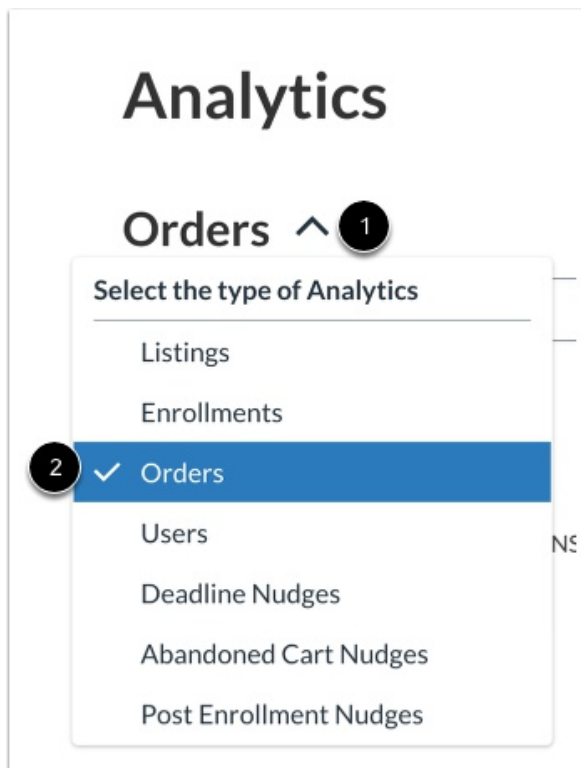 Analytics
Orders 1
Select the type of Analytics
Listings
Enrollments
2 Orders
Users
NS
Deadline Nudges
Abandoned Cart Nudges
Post Enrollment Nudges